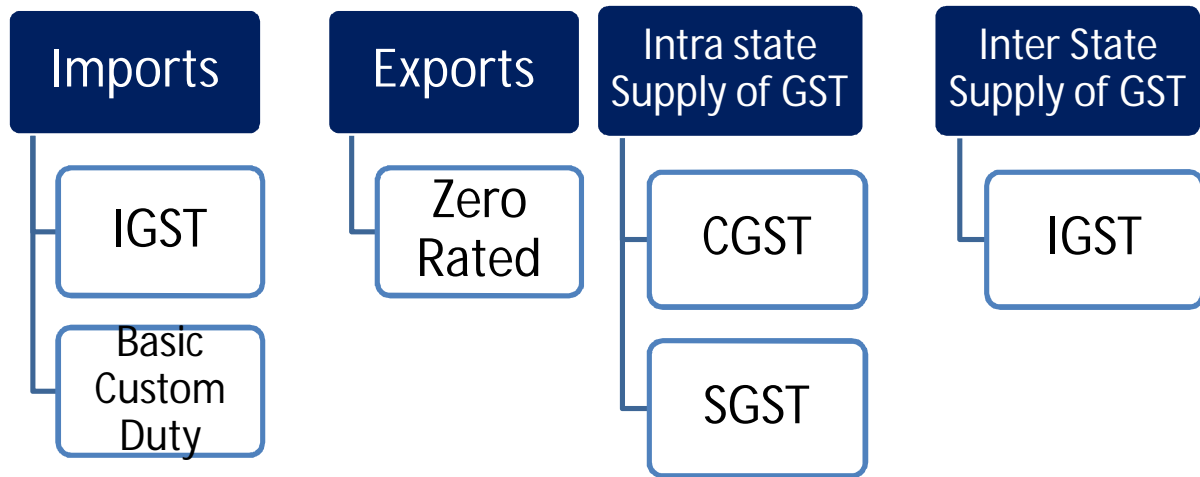 Imports
IGST
Basic
Custom
Duty
Exports
Zero
Rated
Intra state
Supply of GST
CGST
SGST
Inter State
Supply of GST
IGST